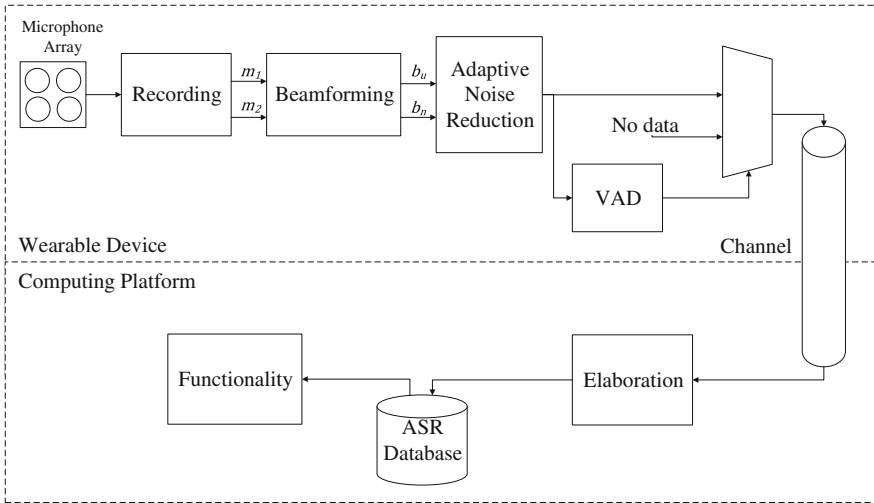 Microphone
Array
Recording
m1
m2
Beamforming
bu
bn
Adaptive
Noise
Reduction
No data
VAD
Wearable Device
Channel
Computing Platform
Functionality
ASR
Database
Elaboration